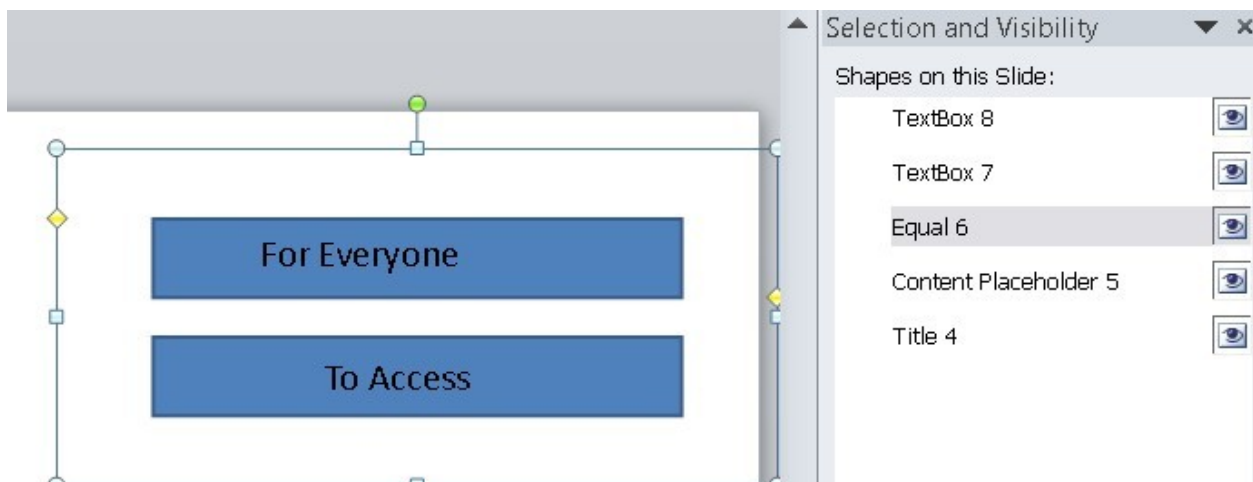 Selection and Visibility
Shapes on this Slide:
TextBox 8
TextBox 7
Equal 6
Content Placeholder 5
Title 4
For Everyone
To Access